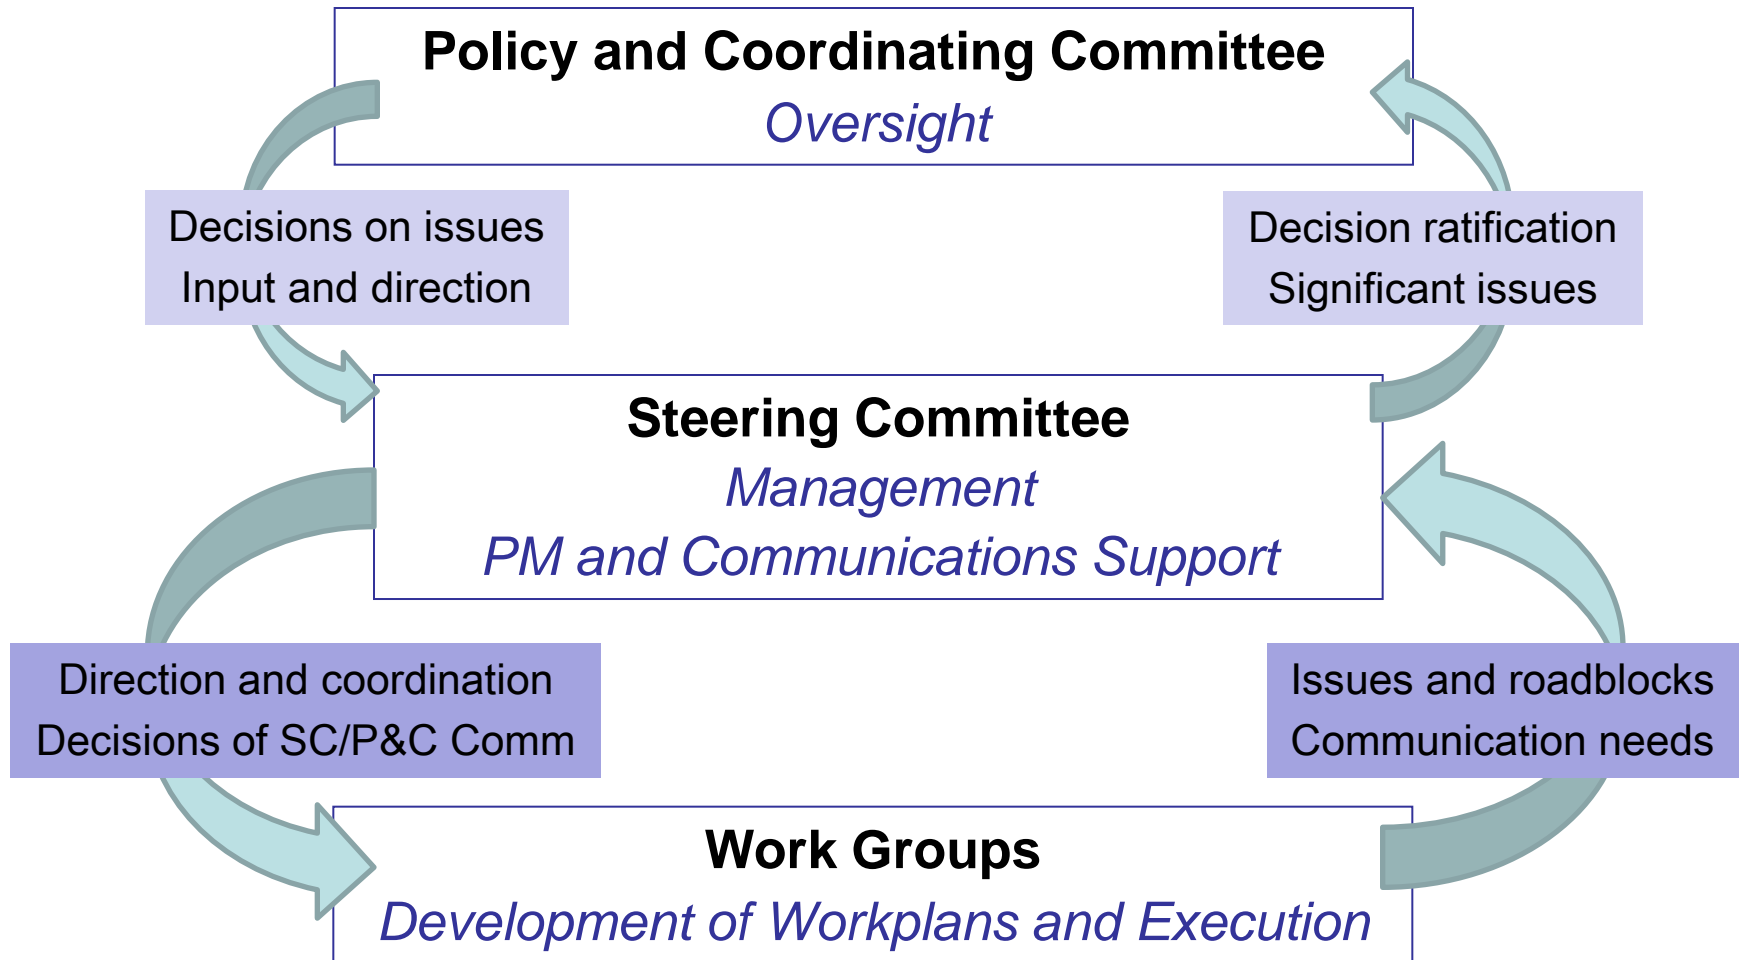 Policy and Coordinating Committee
Oversight
Decisions on issues
Input and direction
Decision ratification
Significant issues
Steering Committee
Management
PM and Communications Support
Direction and coordination
Decisions of SC/P&C Comm
Issues and roadblocks
Communication needs
Work Groups
Development of Workplans and Execution